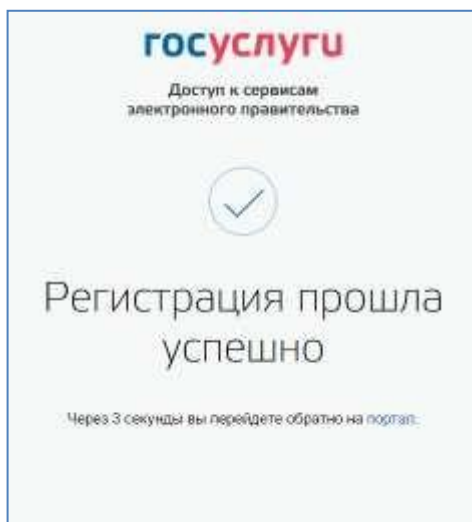 госуслуги
Доступ к сервисам
электронного правительства
Регистрация прошла
успешно
Через 3 секунды вы перейдете обратно на портал.